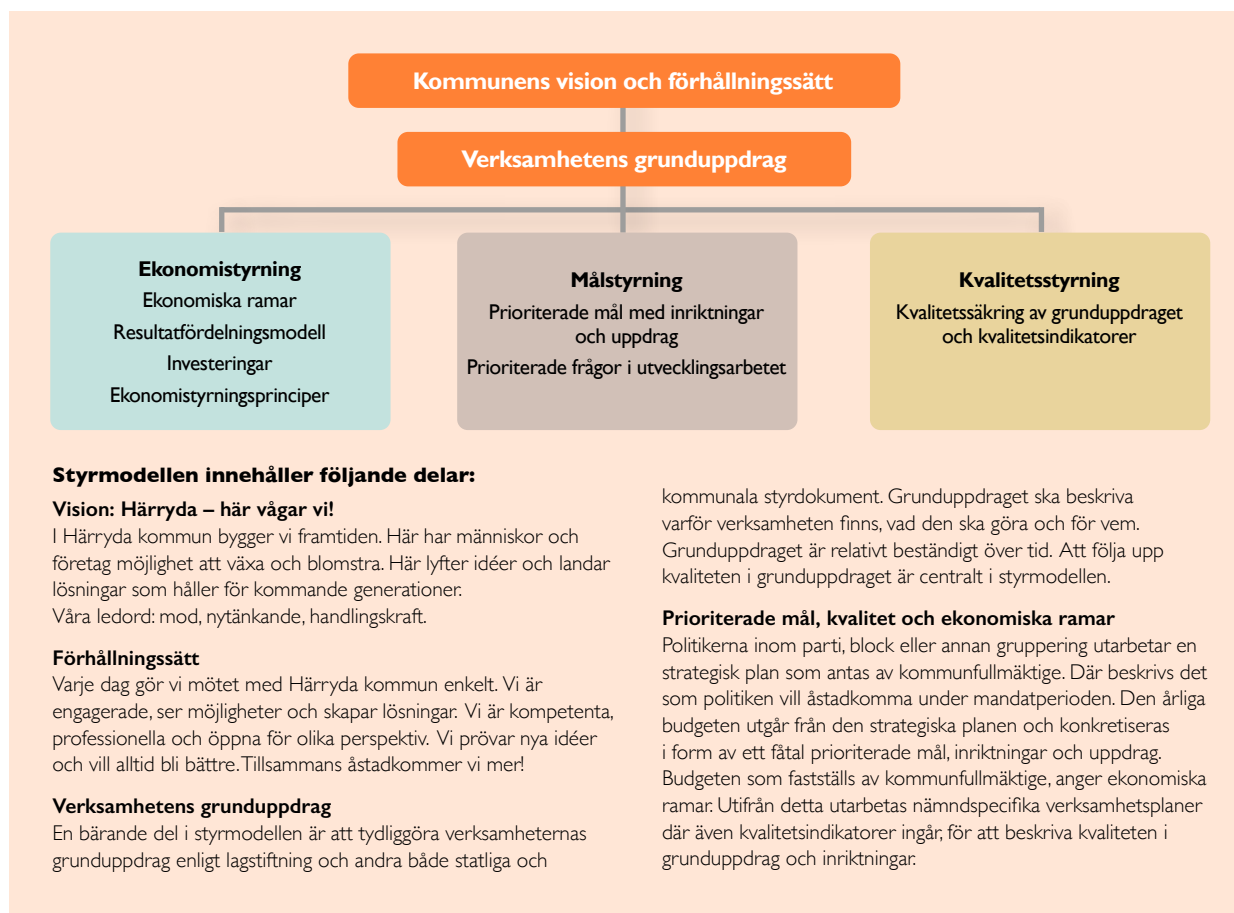 Kommunens vision och förhållningssätt
Verksamhetens grunduppdrag
Ekonomistyrning
Ekonomiska ramar
Resultatfördelningsmodell
Investeringar
Ekonomistyrningsprinciper
Målstyrning
Prioriterade mål med inriktningar
och uppdrag
Prioriterade frågor i utvecklingsarbetet
Kvalitetsstyrning
Kvalitetssäkring av grunduppdraget
och kvalitetsindikatorer
Styrmodellen innehåller följande delar:
Vision: Härryda – här vågar vi!
I Härryda kommun bygger vi framtiden. Här har människor och
företag möjlighet att växa och blomstra. Här lyfter idéer och landar
lösningar som håller för kommande generationer.
Våra ledord: mod, nytänkande, handlingskraft.
Förhållningssätt
Varje dag gör vi mötet med Härryda kommun enkelt. Vi är
engagerade, ser möjligheter och skapar lösningar. Vi är kompetenta,
professionella och öppna för olika perspektiv. Vi prövar nya idéer
och vill alltid bli bättre. Tillsammans åstadkommer vi mer!
Verksamhetens grunduppdrag
En bärande del i styrmodellen är att tydliggöra verksamheternas
grunduppdrag enligt lagstiftning och andra både statliga och
kommunala styrdokument. Grunduppdraget ska beskriva
varför verksamheten finns, vad den ska göra och för vem.
Grunduppdraget är relativt beständigt över tid. Att följa upp
kvaliteten i grunduppdraget är centralt i styrmodellen.
Prioriterade mål, kvalitet och ekonomiska ramar
Politikerna inom parti, block eller annan gruppering utarbetar en
strategisk plan som antas av kommunfullmäktige. Där beskrivs det
som politiken vill åstadkomma under mandatperioden. Den årliga
budgeten utgår från den strategiska planen och konkretiseras
i form av ett fåtal prioriterade mål, inriktningar och uppdrag.
Budgeten som fastställs av kommunfullmäktige, anger ekonomiska
ramar. Utifrån detta utarbetas nämndspecifika verksamhetsplaner
där även kvalitetsindikatorer ingår, för att beskriva kvaliteten i
grunduppdrag och inriktningar.